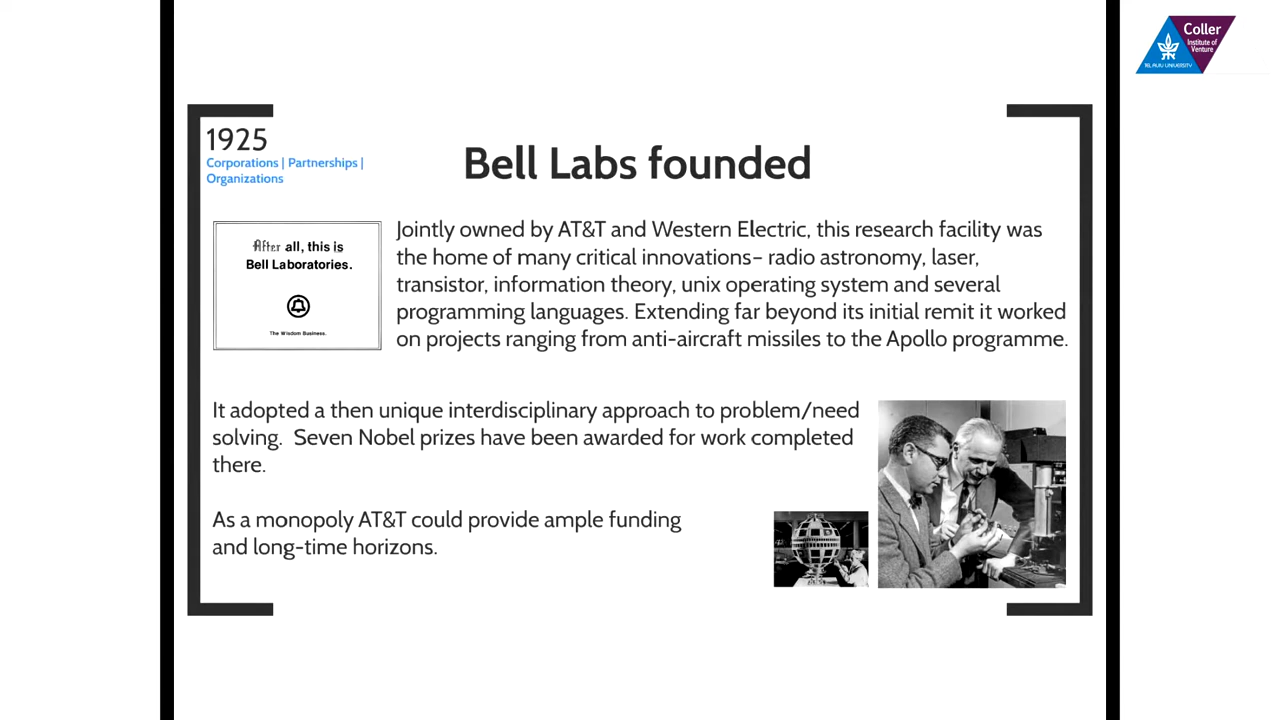 Coller
Institute of
Venture
TEL AVIV UNIVERSITY
1925
Corporations | Partnerships |
Organizations
Bell Labs founded
After all, this is
Bell Laboratories.
The Wisdom Business.
Jointly owned by AT&T and Western Electric, this research facility was
the home of many critical innovations– radio astronomy, laser,
transistor, information theory, unix operating system and several
programming languages. Extending far beyond its initial remit it worked
on projects ranging from anti-aircraft missiles to the Apollo programme.
It adopted a then unique interdisciplinary approach to problem/need
solving.  Seven Nobel prizes have been awarded for work completed
there.
As a monopoly AT&T could provide ample funding
and long-time horizons.